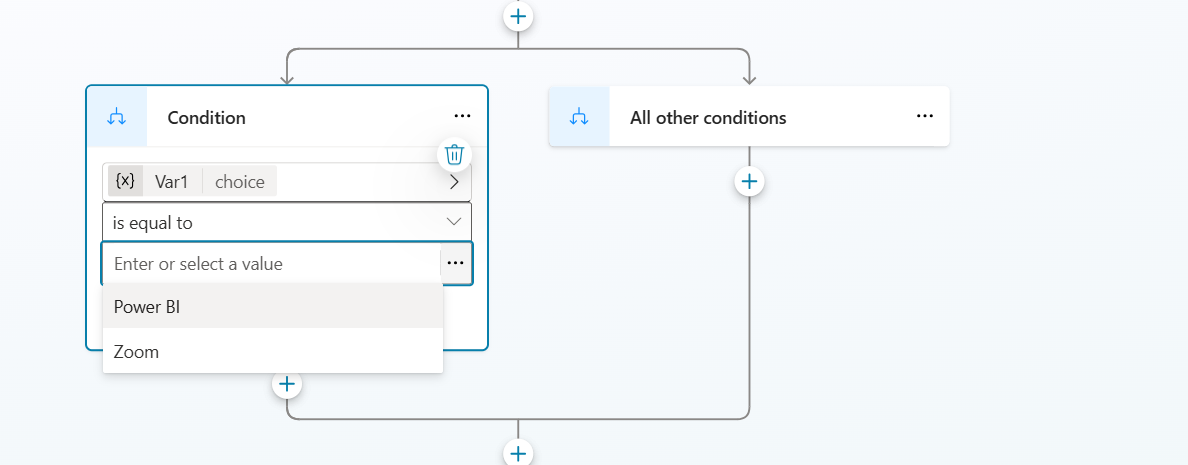 Condition
...
All other conditions
...
{x} Var1 choice
is equal to
Enter or select a value
...
Power BI
Zoom